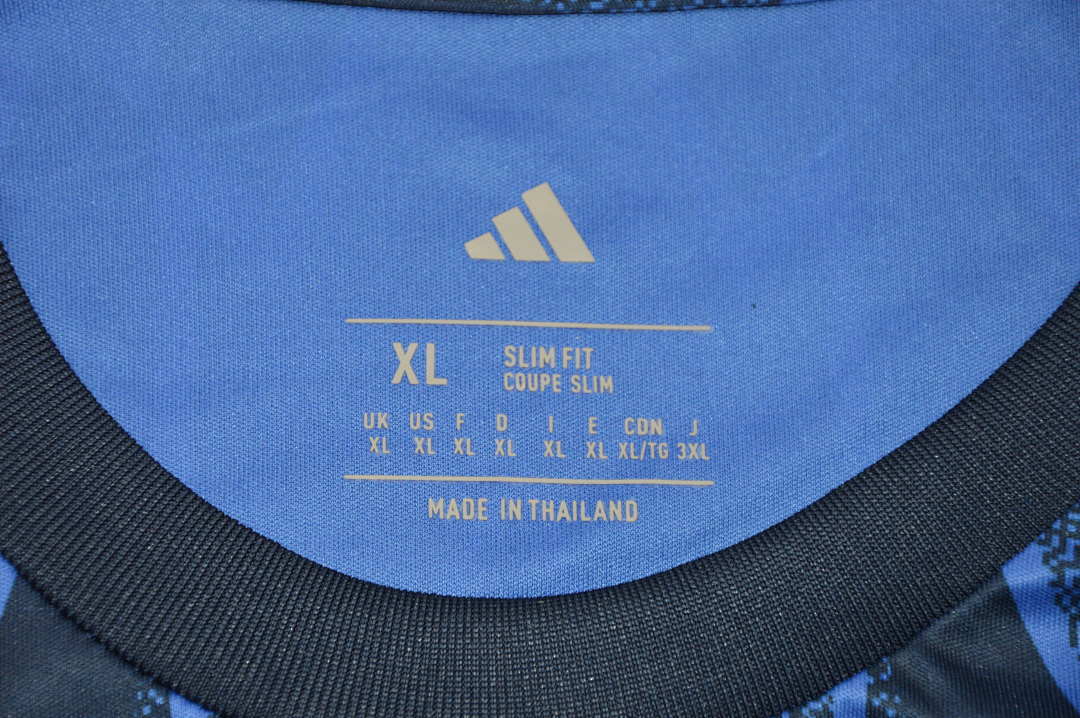 XL
SLIM FIT
COUPE SLIM
UK US F D I E CDN J
XL XL XL XL XL XL XL/TG 3XL
MADE IN THAILAND